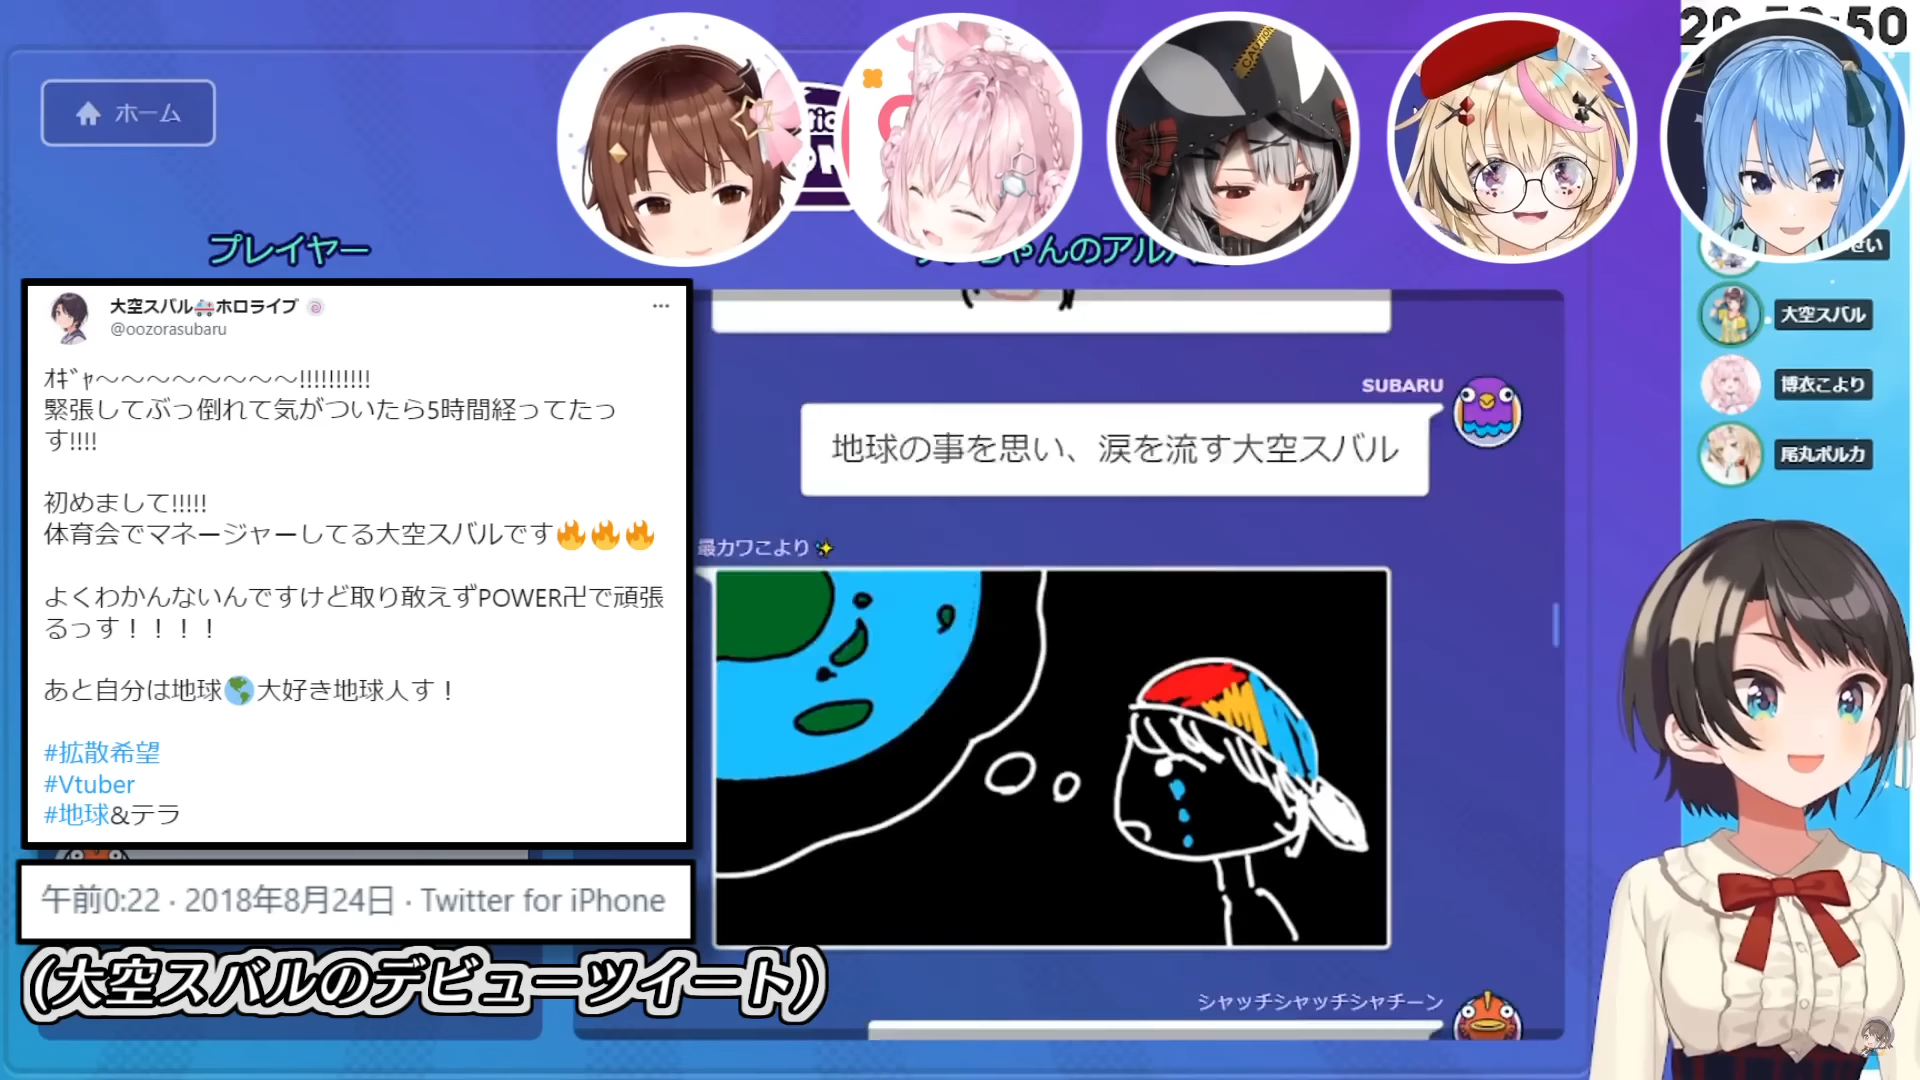 ホーム
CAUTION
プレイヤー
大空スバル🚑ホロライブ🍥
@oozorasubaru
ｵｷﾞｬ～～～～～～～～!!!!!!!!!!
緊張してぶっ倒れて気がついたら5時間経ってたっ
す!!!!
初めまして!!!!!
体育会でマネージャーしてる大空スバルです🔥🔥🔥
よくわかんないんですけど取り敢えずPOWER卍で頑張
るっす！！！！
あと自分は地球🌎大好き地球人す！
#拡散希望
#Vtuber
#地球&テラ
午前0:22 · 2018年8月24日 · Twitter for iPhone
(大空スバルのデビューツイート)
SUBARU
地球の事を思い、涙を流す大空スバル
最カワこより✨
シャッチシャッチシャチーン
大空スバル
博衣こより
尾丸ポルカ